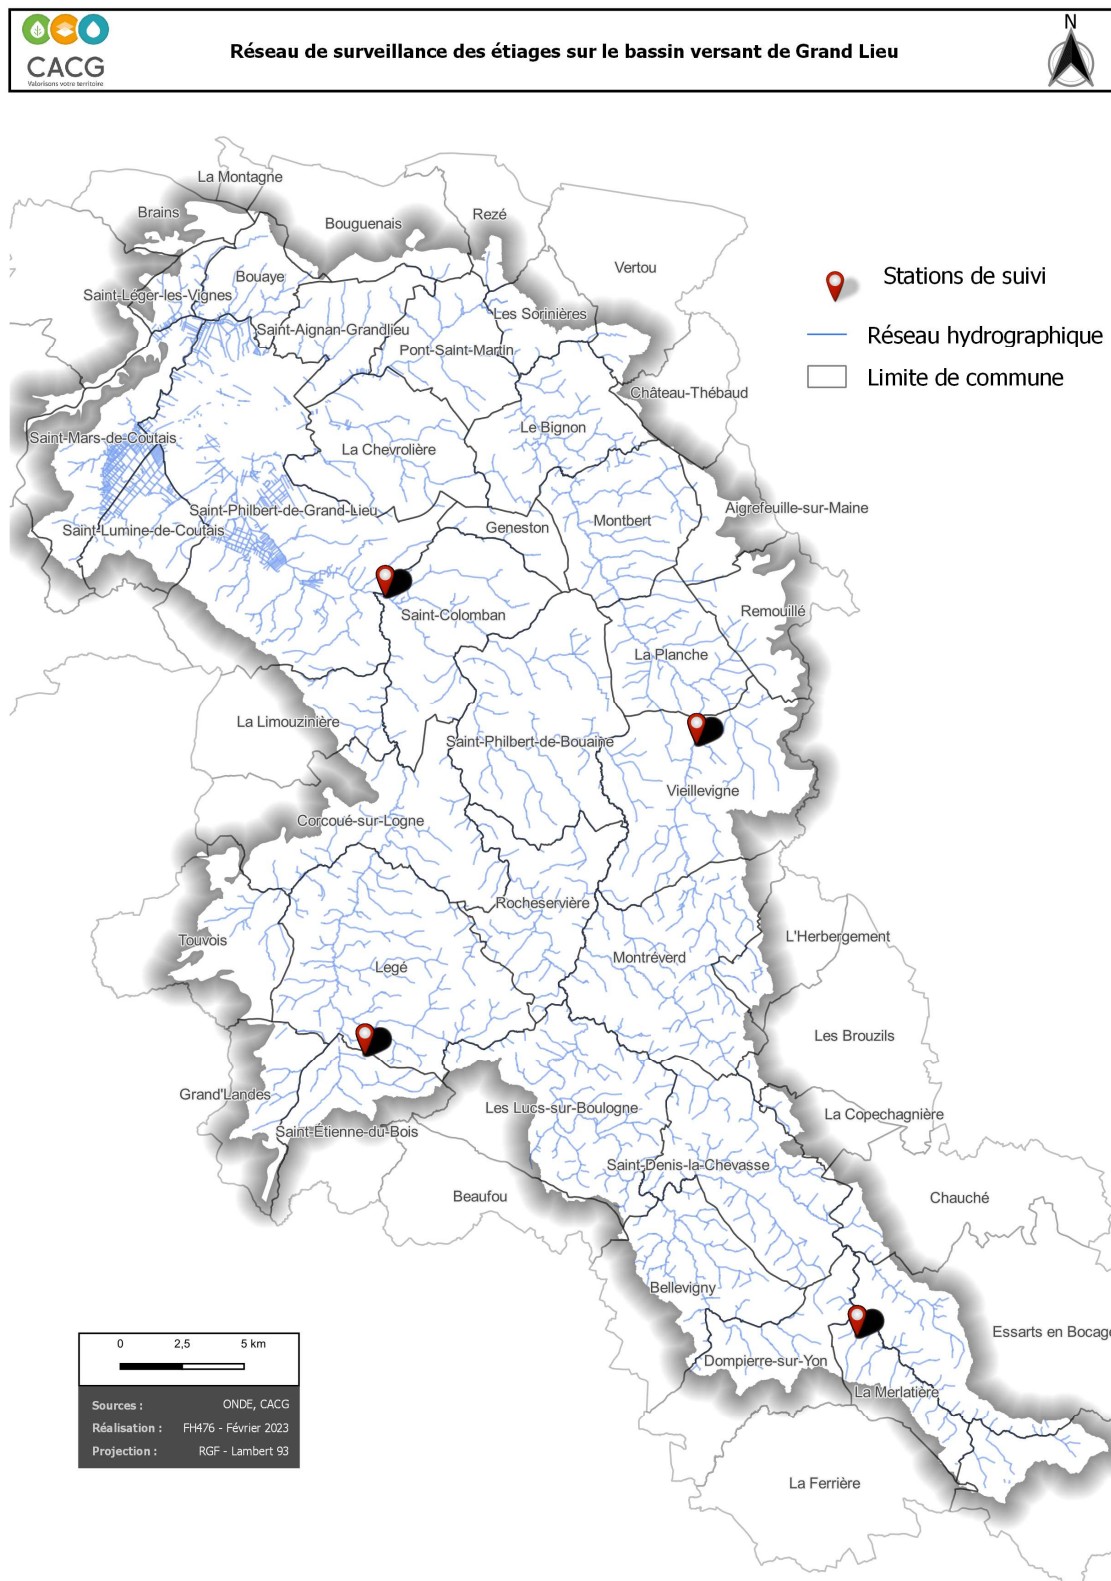 CACG
Valorisons votre territoire
Réseau de surveillance des étiages sur le bassin versant de Grand Lieu
N
La Montagne
Brains
Bouguenais
Rezé
Vertou
Bouaye
Saint-Léger-les-Vignes
Les Sorinières
Saint-Aignan-Grandlieu
Pont-Saint-Martin
Château-Thébaud
Stations de suivi
Réseau hydrographique
Limite de commune
Saint-Mars-de-Coutais
La Chevrolière
Le Bignon
Saint-Philbert-de-Grand-Lieu
Saint-Lumine-de-Coutais
Geneston
Montbert
Aigrefeuille-sur-Maine
Saint-Colomban
Remouillé
La Planche
La Limouzinière
Saint-Philbert-de-Bouaine
Vieillevigne
Corcoué-sur-Logne
Rocheservière
Touvois
Legé
Montréverd
L'Herbergement
Les Brouzils
Grand'Landes
Saint-Étienne-du-Bois
Les Lucs-sur-Boulogne
La Copechagnière
Saint-Denis-la-Chevasse
Beaufou
Chauché
Bellevigny
Essarts en Bocage
Dompierre-sur-Yon
La Merlatière
La Ferrière
0 2,5 5 km
Sources : ONDE, CACG
Réalisation : FH476 - Février 2023
Projection : RGF - Lambert 93